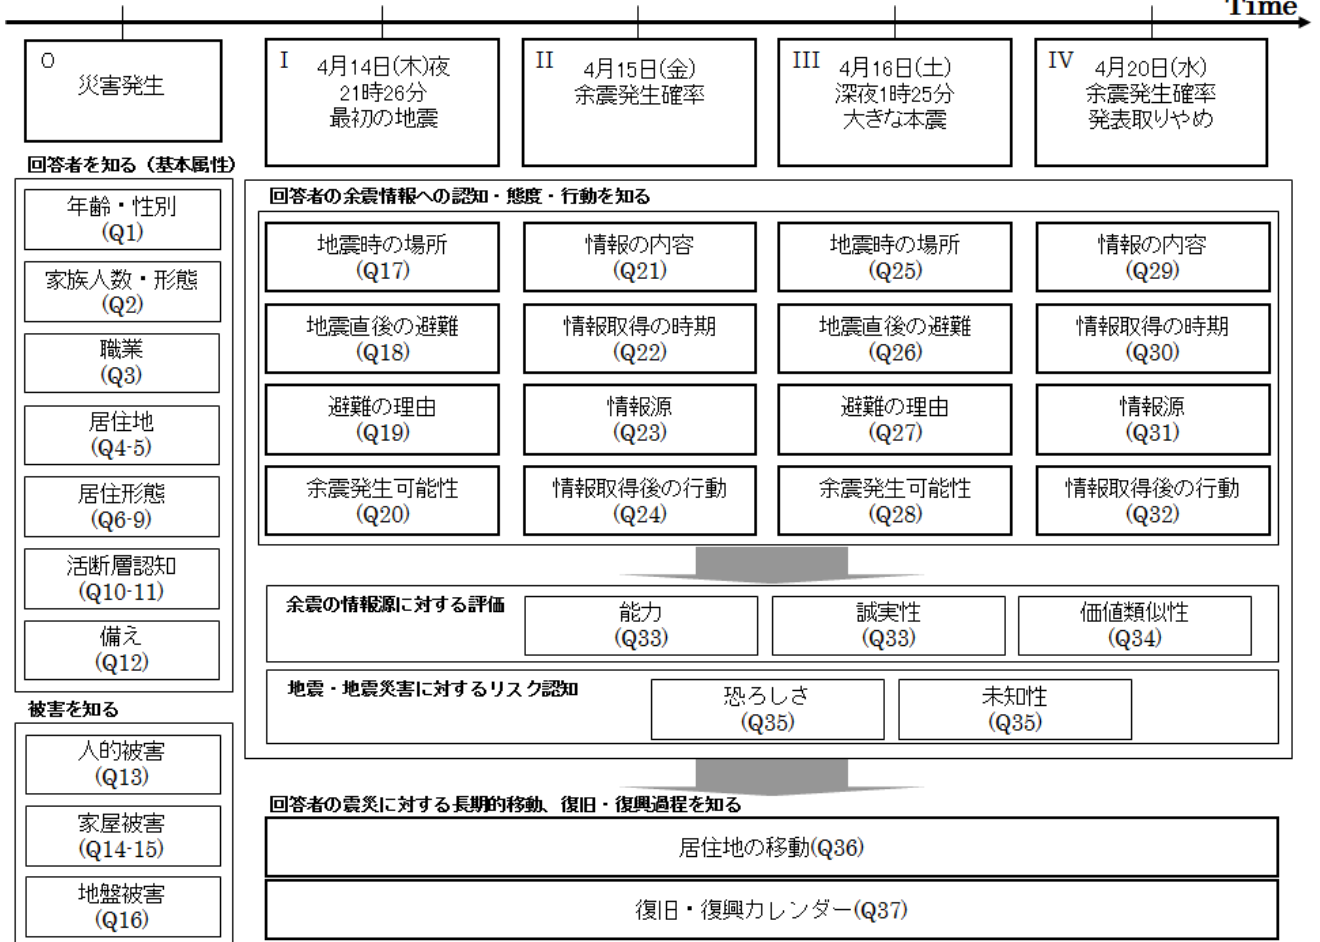 Time
O
災害発生
I
4月14日(木)夜
21時26分
最初の地震
II
4月15日(金)
余震発生確率
III
4月16日(土)
深夜1時25分
大きな本震
IV
4月20日(水)
余震発生確率
発表取りやめ
回答者を知る（基本属性）
年齢・性別
(Q1)
家族人数・形態
(Q2)
職業
(Q3)
居住地
(Q4-5)
居住形態
(Q6-9)
活断層認知
(Q10-11)
備え
(Q12)
被害を知る
人的被害
(Q13)
家屋被害
(Q14-15)
地盤被害
(Q16)
回答者の余震情報への認知・態度・行動を知る
地震時の場所
(Q17)
情報の内容
(Q21)
地震時の場所
(Q25)
情報の内容
(Q29)
地震直後の避難
(Q18)
情報取得の時期
(Q22)
地震直後の避難
(Q26)
情報取得の時期
(Q30)
避難の理由
(Q19)
情報源
(Q23)
避難の理由
(Q27)
情報源
(Q31)
余震発生可能性
(Q20)
情報取得後の行動
(Q24)
余震発生可能性
(Q28)
情報取得後の行動
(Q32)
余震の情報源に対する評価
能力
(Q33)
誠実性
(Q33)
価値類似性
(Q34)
地震・地震災害に対するリスク認知
恐ろしさ
(Q35)
未知性
(Q35)
回答者の震災に対する長期的移動、復旧・復興過程を知る
居住地の移動(Q36)
復旧・復興カレンダー(Q37)